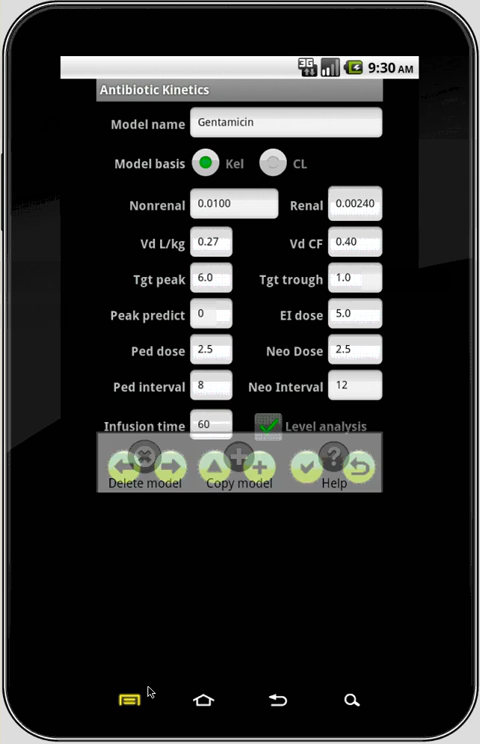 3G 9:30 AM
Antibiotic Kinetics
Model name Gentamicin
Model basis Kel CL
Nonrenal 0.0100 Renal 0.00240
Vd L/kg 0.27 Vd CF 0.40
Tgt peak 6.0 Tgt trough 1.0
Peak predict 0 EI dose 5.0
Ped dose 2.5 Neo Dose 2.5
Ped interval 8 Neo Interval 12
Infusion time 60 Level analysis
Delete model Copy model Help